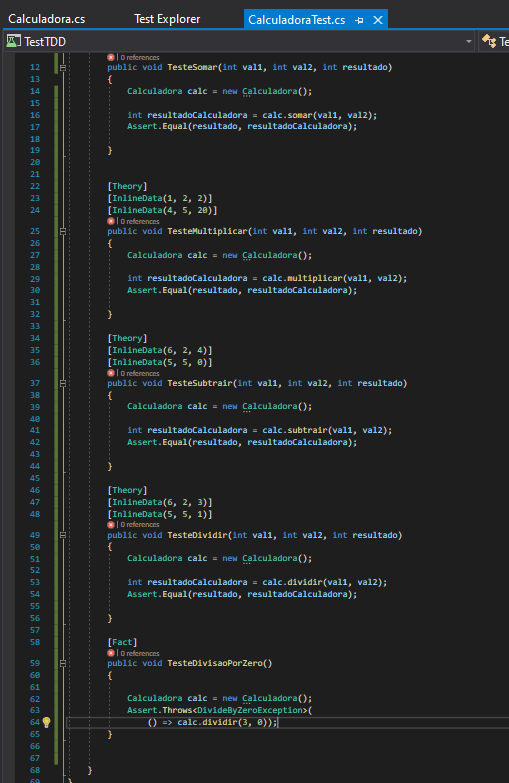 Calculadora.cs Test Explorer CalculadoraTest.cs
TestTDD Te
0 references
12 public void TesteSomar(int val1, int val2, int resultado)
13 {
14 Calculadora calc = new Calculadora();
15
16 int resultadoCalculadora = calc.somar(val1, val2);
17 Assert.Equal(resultado, resultadoCalculadora);
18
19 }
20
21
22 [Theory]
23 [InlineData(1, 2, 2)]
24 [InlineData(4, 5, 20)]
0 references
25 public void TesteMultiplicar(int val1, int val2, int resultado)
26 {
27 Calculadora calc = new Calculadora();
28
29 int resultadoCalculadora = calc.multiplicar(val1, val2);
30 Assert.Equal(resultado, resultadoCalculadora);
31
32 }
33
34 [Theory]
35 [InlineData(6, 2, 4)]
36 [InlineData(5, 5, 0)]
0 references
37 public void TesteSubtrair(int val1, int val2, int resultado)
38 {
39 Calculadora calc = new Calculadora();
40
41 int resultadoCalculadora = calc.subtrair(val1, val2);
42 Assert.Equal(resultado, resultadoCalculadora);
43
44 }
45
46 [Theory]
47 [InlineData(6, 2, 3)]
48 [InlineData(5, 5, 1)]
0 references
49 public void TesteDividir(int val1, int val2, int resultado)
50 {
51 Calculadora calc = new Calculadora();
52
53 int resultadoCalculadora = calc.dividir(val1, val2);
54 Assert.Equal(resultado, resultadoCalculadora);
55
56 }
57
58 [Fact]
0 references
59 public void TesteDivisaoPorZero()
60 {
61
62 Calculadora calc = new Calculadora();
63 Assert.Throws<DivideByZeroException>(
64 () => calc.dividir(3, 0));
65 }
66
67
68 }
69 }